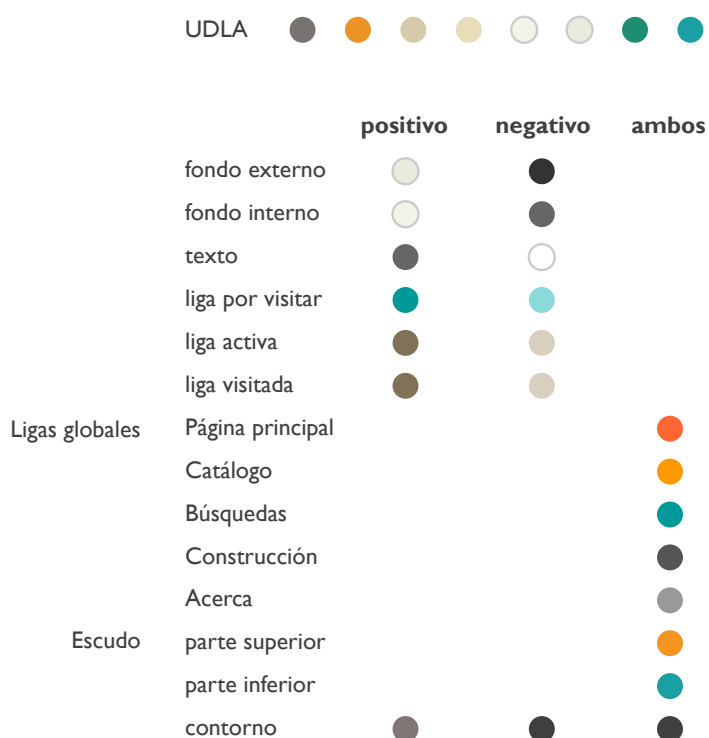 UDLA
positivo negativo ambos
fondo externo
fondo interno
texto
liga por visitar
liga activa
liga visitada
Ligas globales Página principal
Catálogo
Búsquedas
Construcción
Acerca
Escudo parte superior
parte inferior
contorno